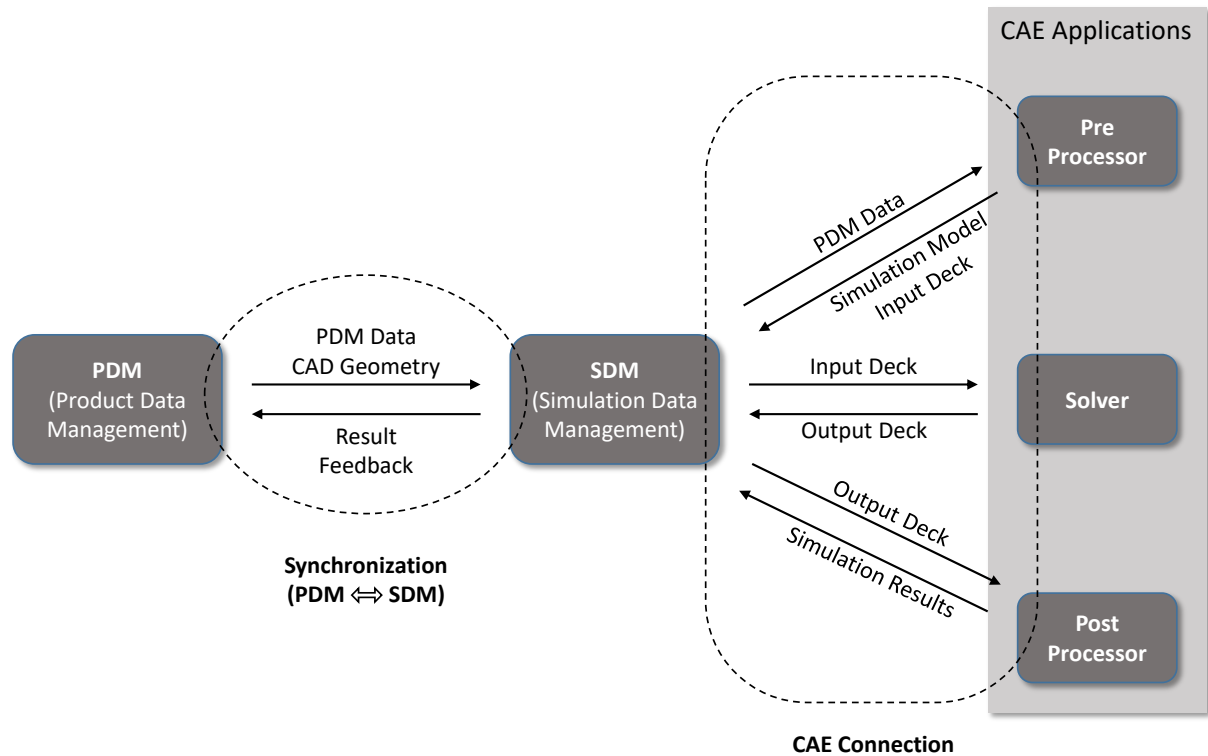 CAE Applications
Pre
Processor
PDM Data
Simulation Model
Input Deck
PDM
(Product Data
Management)
PDM Data
CAD Geometry
Result
Feedback
SDM
(Simulation Data
Management)
Input Deck
Output Deck
Solver
Output Deck
Simulation Results
Synchronization
(PDM ⇔ SDM)
Post
Processor
CAE Connection